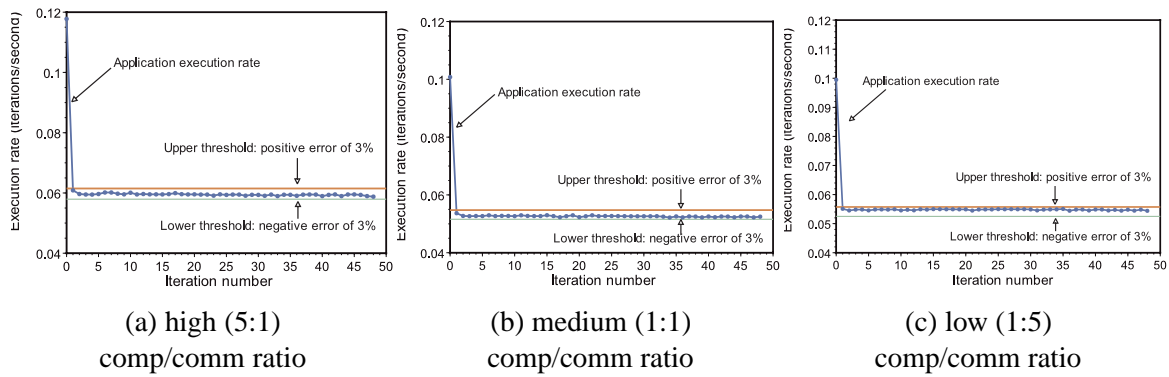 Execution rate (iterations/second)
0.12
0.1
0.08
0.06
0.04
Application execution rate
Upper threshold: positive error of 3%
Lower threshold: negative error of 3%
0 5 10 15 20 25 30 35 40 45 50
Iteration number
(a) high (5:1)
comp/comm ratio
Execution rate (iterations/second)
0.12
0.1
0.08
0.06
0.04
Application execution rate
Upper threshold: positive error of 3%
Lower threshold: negative error of 3%
0 5 10 15 20 25 30 35 40 45 50
Iteration number
(b) medium (1:1)
comp/comm ratio
Execution rate (iterations/second)
0.12
0.11
0.1
0.09
0.08
0.07
0.06
0.05
0.04
Application execution rate
Upper threshold: positive error of 3%
Lower threshold: negative error of 3%
0 5 10 15 20 25 30 35 40 45 50
Iteration number
(c) low (1:5)
comp/comm ratio